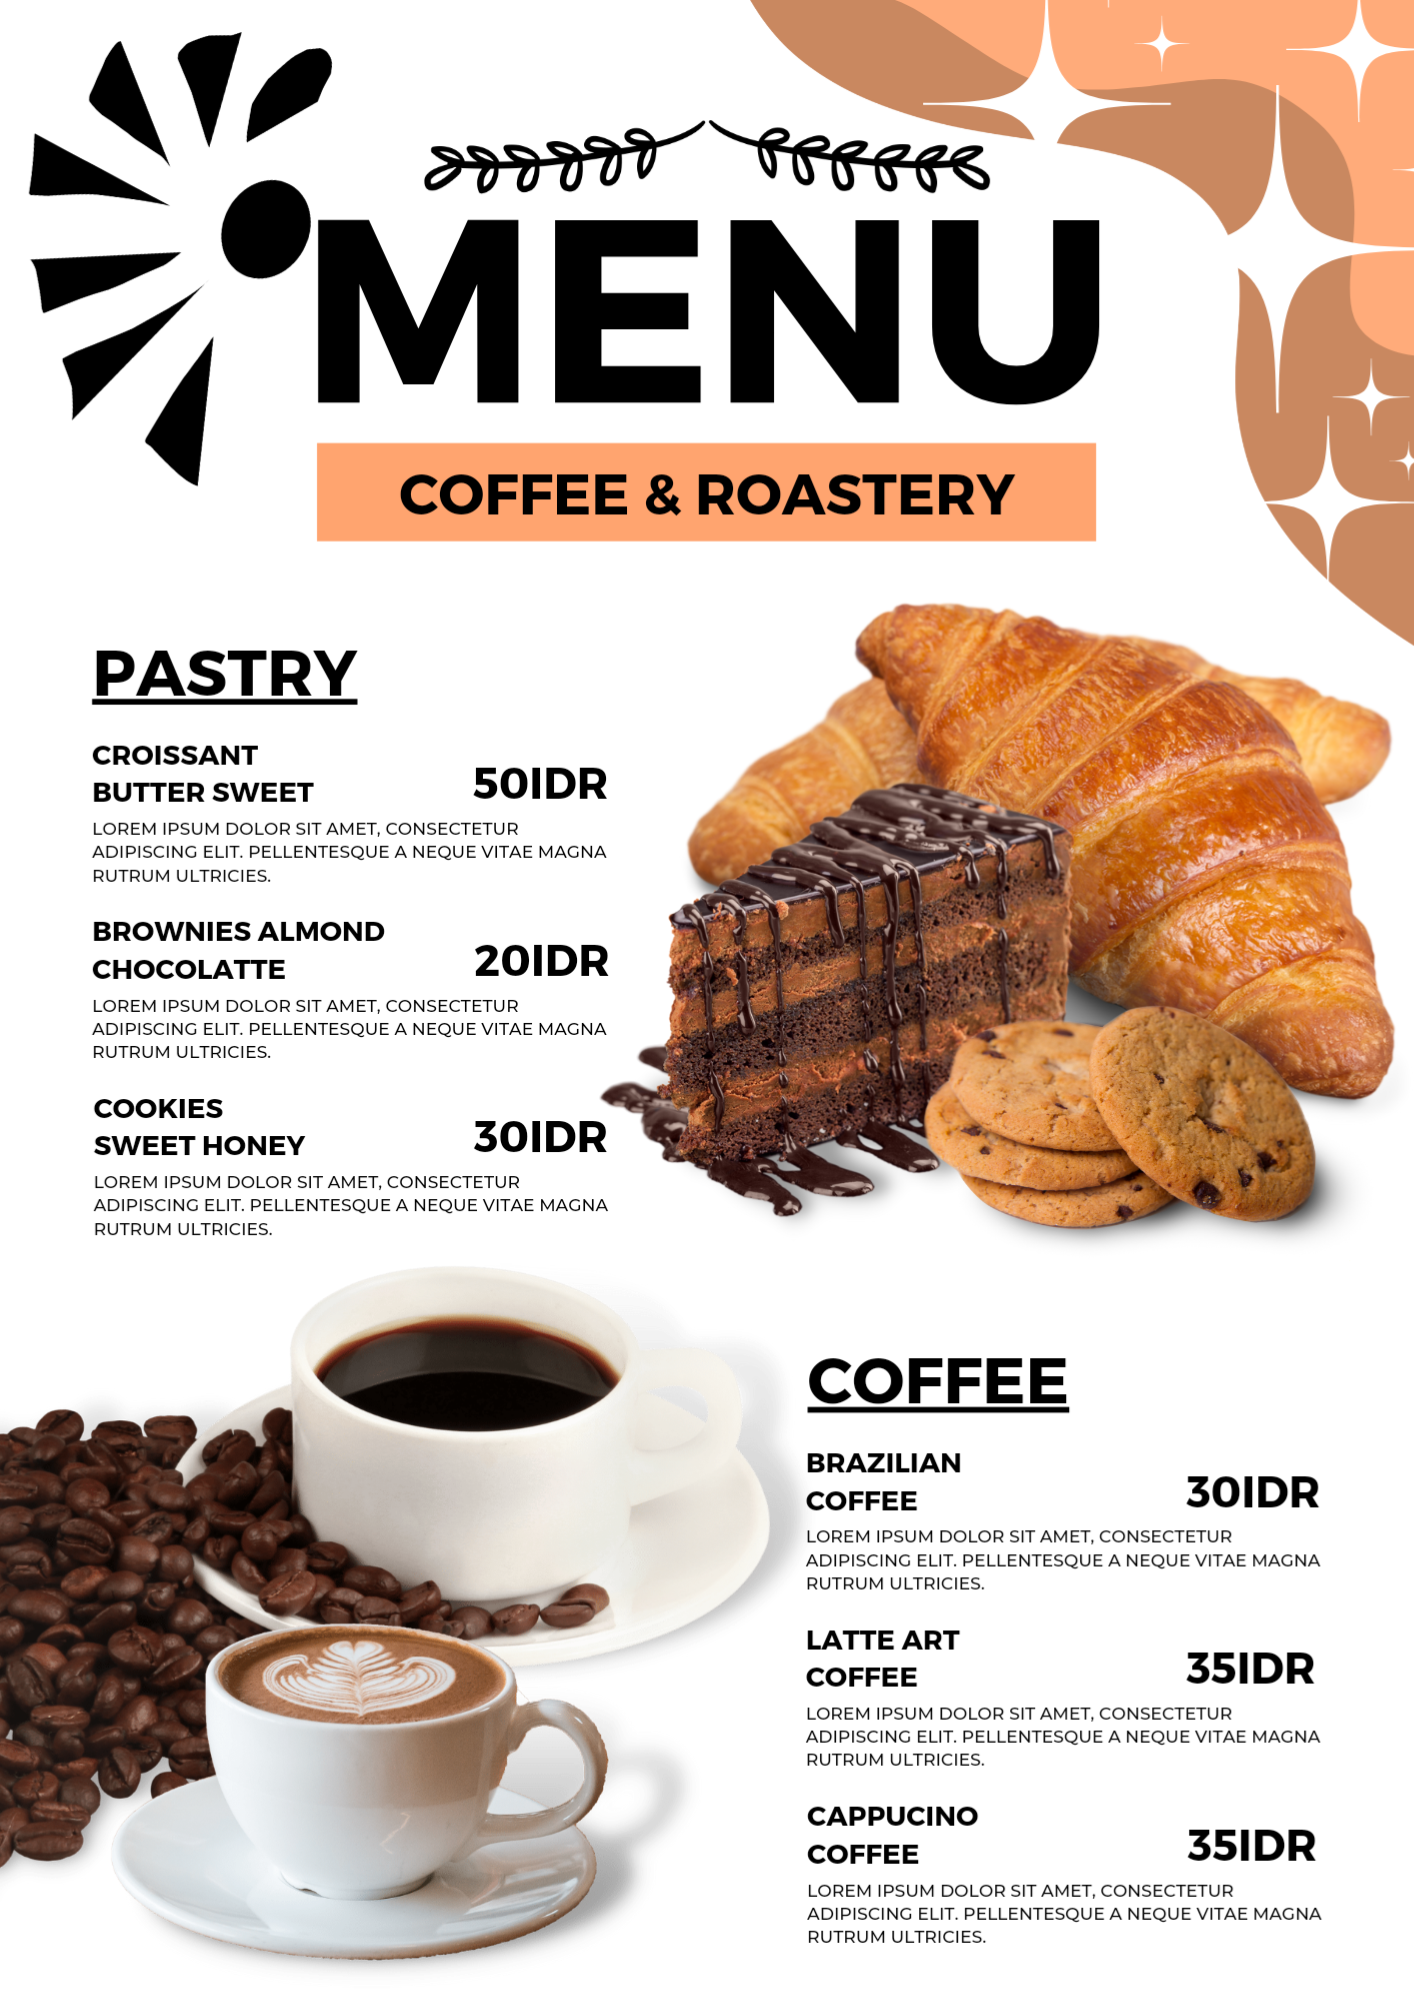 MENU
COFFEE & ROASTERY
PASTRY
CROISSANT
BUTTER SWEET
50IDR
LOREM IPSUM DOLOR SIT AMET, CONSECTETUR
ADIPISCING ELIT. PELLENTESQUE A NEQUE VITAE MAGNA
RUTRUM ULTRICIES.
BROWNIES ALMOND
CHOCOLATTE
20IDR
LOREM IPSUM DOLOR SIT AMET, CONSECTETUR
ADIPISCING ELIT. PELLENTESQUE A NEQUE VITAE MAGNA
RUTRUM ULTRICIES.
COOKIES
SWEET HONEY
30IDR
LOREM IPSUM DOLOR SIT AMET, CONSECTETUR
ADIPISCING ELIT. PELLENTESQUE A NEQUE VITAE MAGNA
RUTRUM ULTRICIES.
COFFEE
BRAZILIAN
COFFEE
30IDR
LOREM IPSUM DOLOR SIT AMET, CONSECTETUR
ADIPISCING ELIT. PELLENTESQUE A NEQUE VITAE MAGNA
RUTRUM ULTRICIES.
LATTE ART
COFFEE
35IDR
LOREM IPSUM DOLOR SIT AMET, CONSECTETUR
ADIPISCING ELIT. PELLENTESQUE A NEQUE VITAE MAGNA
RUTRUM ULTRICIES.
CAPPUCINO
COFFEE
35IDR
LOREM IPSUM DOLOR SIT AMET, CONSECTETUR
ADIPISCING ELIT. PELLENTESQUE A NEQUE VITAE MAGNA
RUTRUM ULTRICIES.